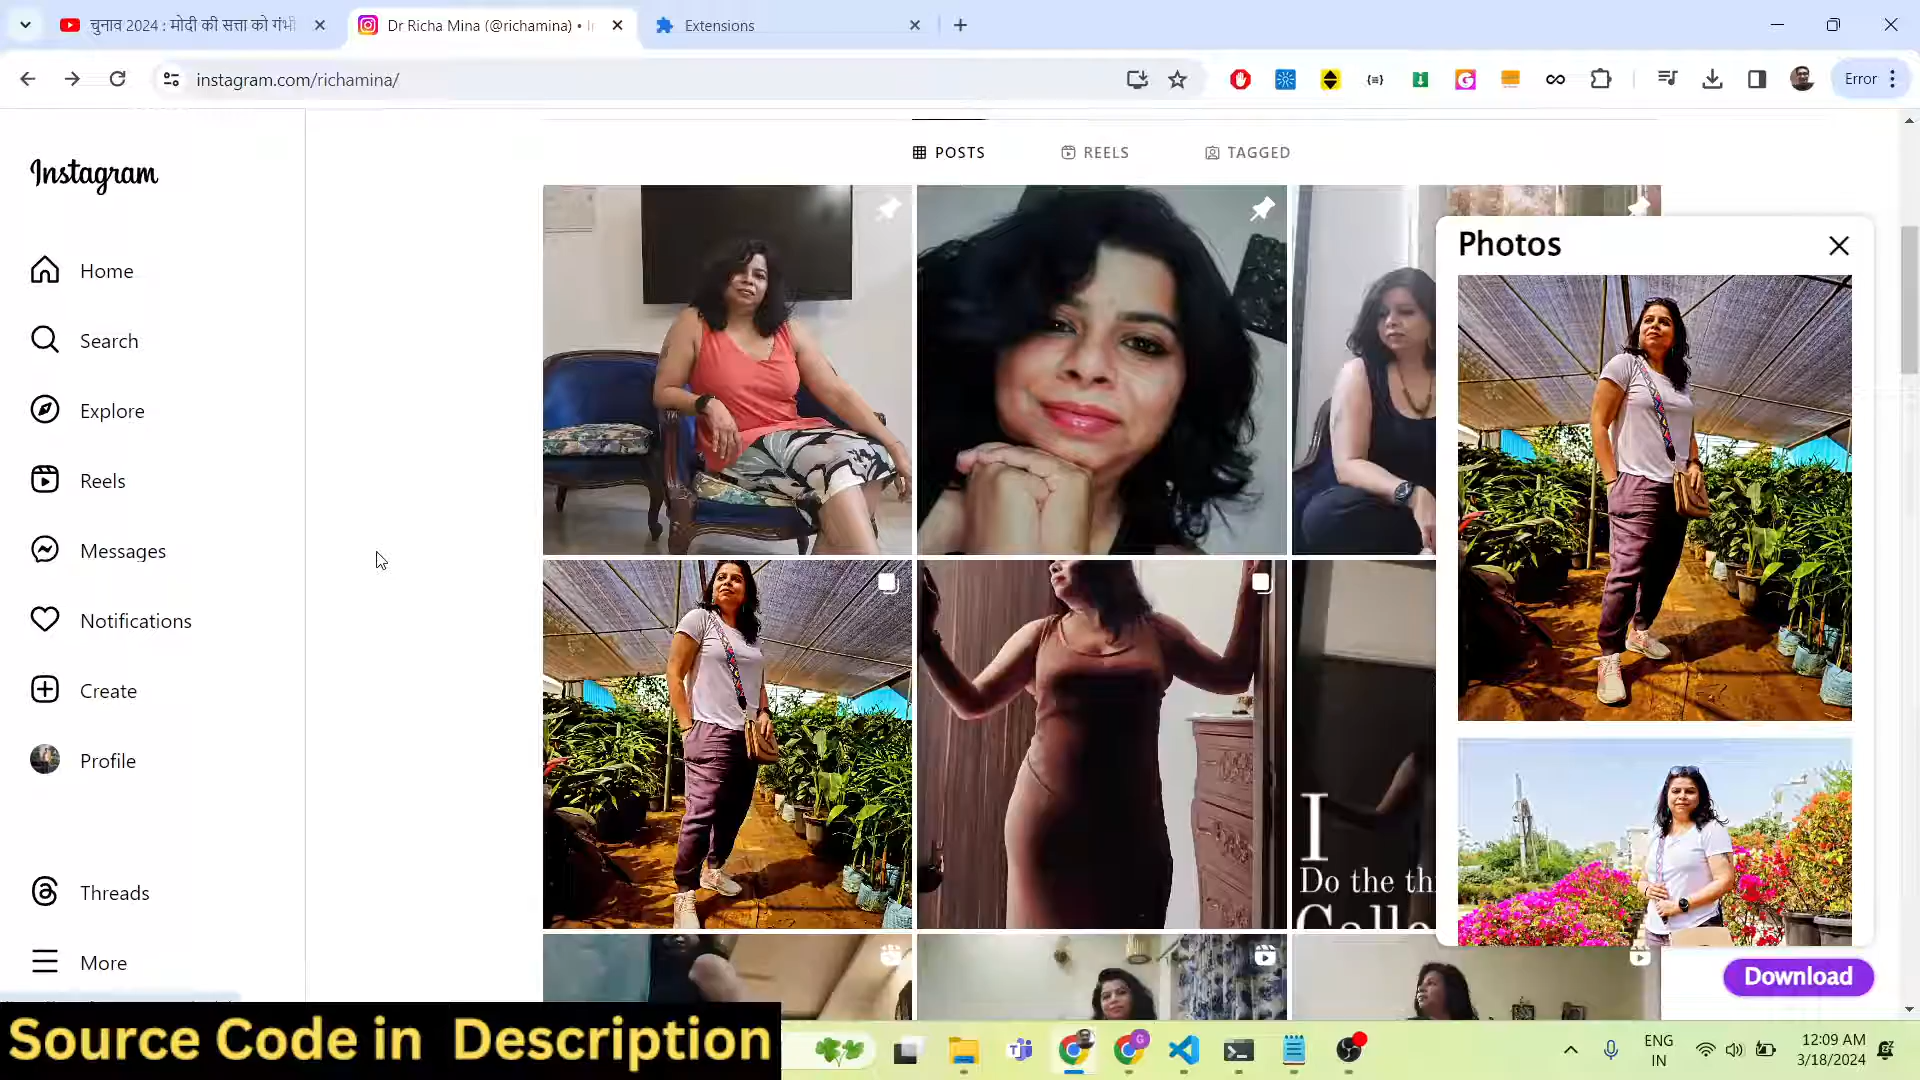 चुनाव 2024 : मोदी की सत्ता को गंभी
Dr Richa Mina (@richamina) • I
Extensions
instagram.com/richamina/
Error
Instagram
Home
Search
Explore
Reels
Messages
Notifications
Create
Profile
Threads
More
POSTS
REELS
TAGGED
I
Do the th
Calle
Photos
Download
Source Code in Description
ENG
IN
12:09 AM
3/18/2024